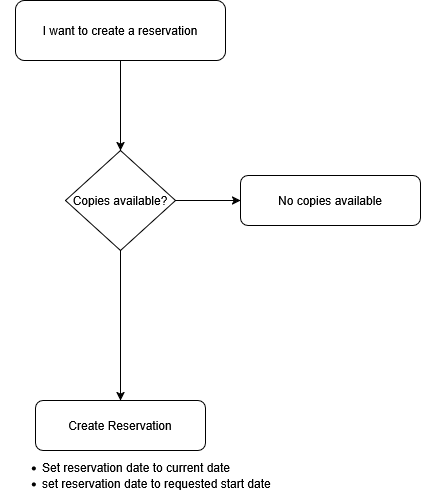 I want to create a reservation
Copies available?
No copies available
Create Reservation
• Set reservation date to current date
• set reservation date to requested start date